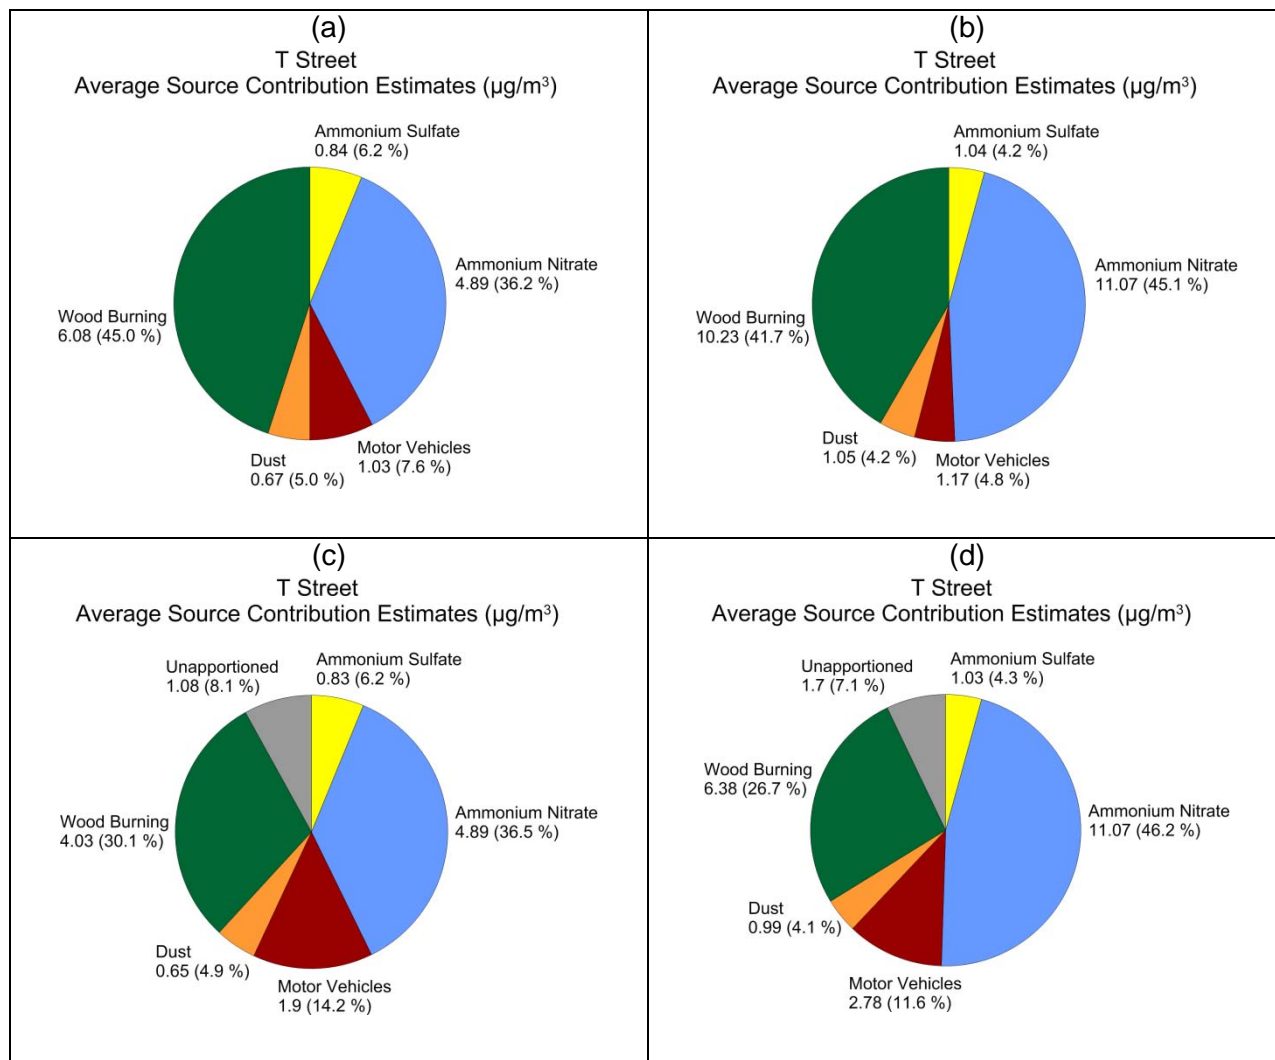 (a)
T Street
Average Source Contribution Estimates (µg/m³)
Ammonium Sulfate
0.84 (6.2 %)
Ammonium Nitrate
4.89 (36.2 %)
Wood Burning
6.08 (45.0 %)
Motor Vehicles
1.03 (7.6 %)
Dust
0.67 (5.0 %)
(b)
T Street
Average Source Contribution Estimates (µg/m³)
Ammonium Sulfate
1.04 (4.2 %)
Ammonium Nitrate
11.07 (45.1 %)
Wood Burning
10.23 (41.7 %)
Dust
1.05 (4.2 %)
Motor Vehicles
1.17 (4.8 %)
(c)
T Street
Average Source Contribution Estimates (µg/m³)
Unapportioned
1.08 (8.1 %)
Ammonium Sulfate
0.83 (6.2 %)
Ammonium Nitrate
4.89 (36.5 %)
Wood Burning
4.03 (30.1 %)
Dust
0.65 (4.9 %)
Motor Vehicles
1.9 (14.2 %)
(d)
T Street
Average Source Contribution Estimates (µg/m³)
Unapportioned
1.7 (7.1 %)
Ammonium Sulfate
1.03 (4.3 %)
Wood Burning
6.38 (26.7 %)
Ammonium Nitrate
11.07 (46.2 %)
Dust
0.99 (4.1 %)
Motor Vehicles
2.78 (11.6 %)